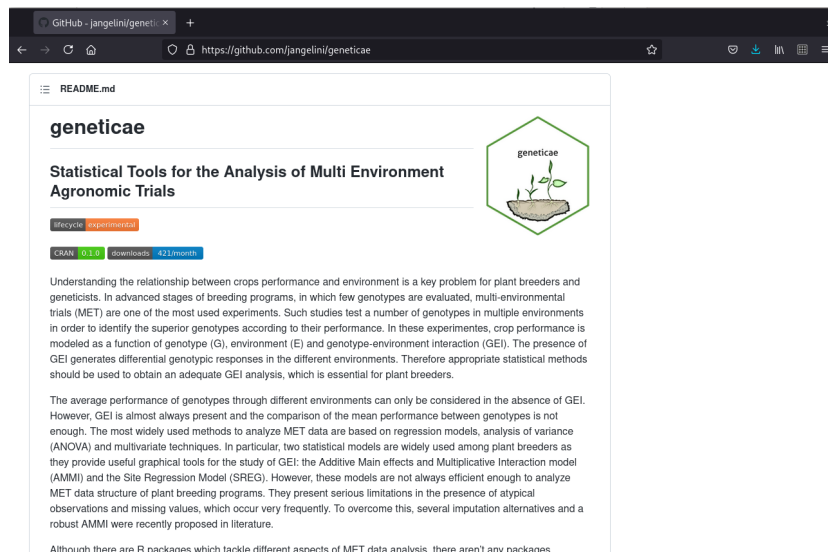 GitHub - jangelini/genetic
https://github.com/jangelini/geneticae
README.md
geneticae
geneticae
Statistical Tools for the Analysis of Multi Environment
Agronomic Trials
lifecycle experimental
CRAN 0.1.0 downloads 421/month
Understanding the relationship between crops performance and environment is a key problem for plant breeders and
geneticists. In advanced stages of breeding programs, in which few genotypes are evaluated, multi-environmental
trials (MET) are one of the most used experiments. Such studies test a number of genotypes in multiple environments
in order to identify the superior genotypes according to their performance. In these experimentes, crop performance is
modeled as a function of genotype (G), environment (E) and genotype-environment interaction (GEI). The presence of
GEI generates differential genotypic responses in the different environments. Therefore appropriate statistical methods
should be used to obtain an adequate GEI analysis, which is essential for plant breeders.
The average performance of genotypes through different environments can only be considered in the absence of GEI.
However, GEI is almost always present and the comparison of the mean performance between genotypes is not
enough. The most widely used methods to analyze MET data are based on regression models, analysis of variance
(ANOVA) and multivariate techniques. In particular, two statistical models are widely used among plant breeders as
they provide useful graphical tools for the study of GEI: the Additive Main effects and Multiplicative Interaction model
(AMMI) and the Site Regression Model (SREG). However, these models are not always efficient enough to analyze
MET data structure of plant breeding programs. They present serious limitations in the presence of atypical
observations and missing values, which occur very frequently. To overcome this, several imputation alternatives and a
robust AMMI were recently proposed in literature.
Although there are R packages which tackle different aspects of MET data analysis, there aren't any packages